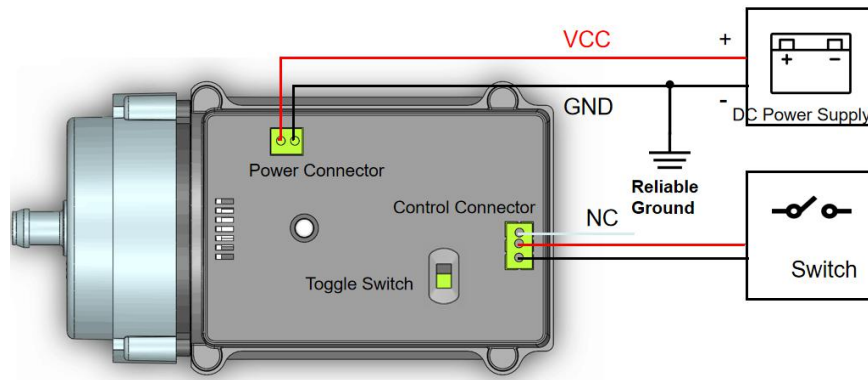 VCC
+
+ −
GND
-
DC Power Supply
Power Connector
Reliable
Ground
Control Connector
NC
Toggle Switch
Switch